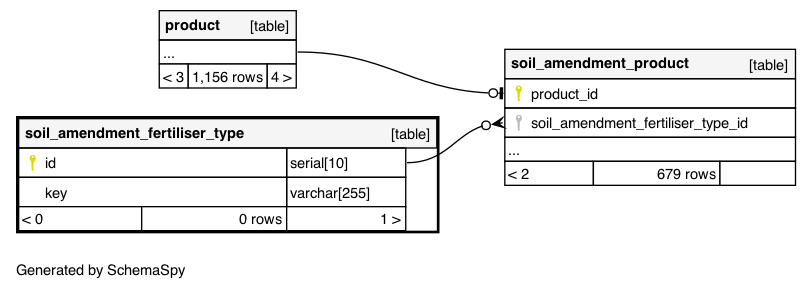 product [table]
...
< 3 1,156 rows 4 >
soil_amendment_product [table]
product_id
soil_amendment_fertiliser_type_id
...
< 2 679 rows
soil_amendment_fertiliser_type [table]
id serial[10]
key varchar[255]
< 0 0 rows 1 >
Generated by SchemaSpy